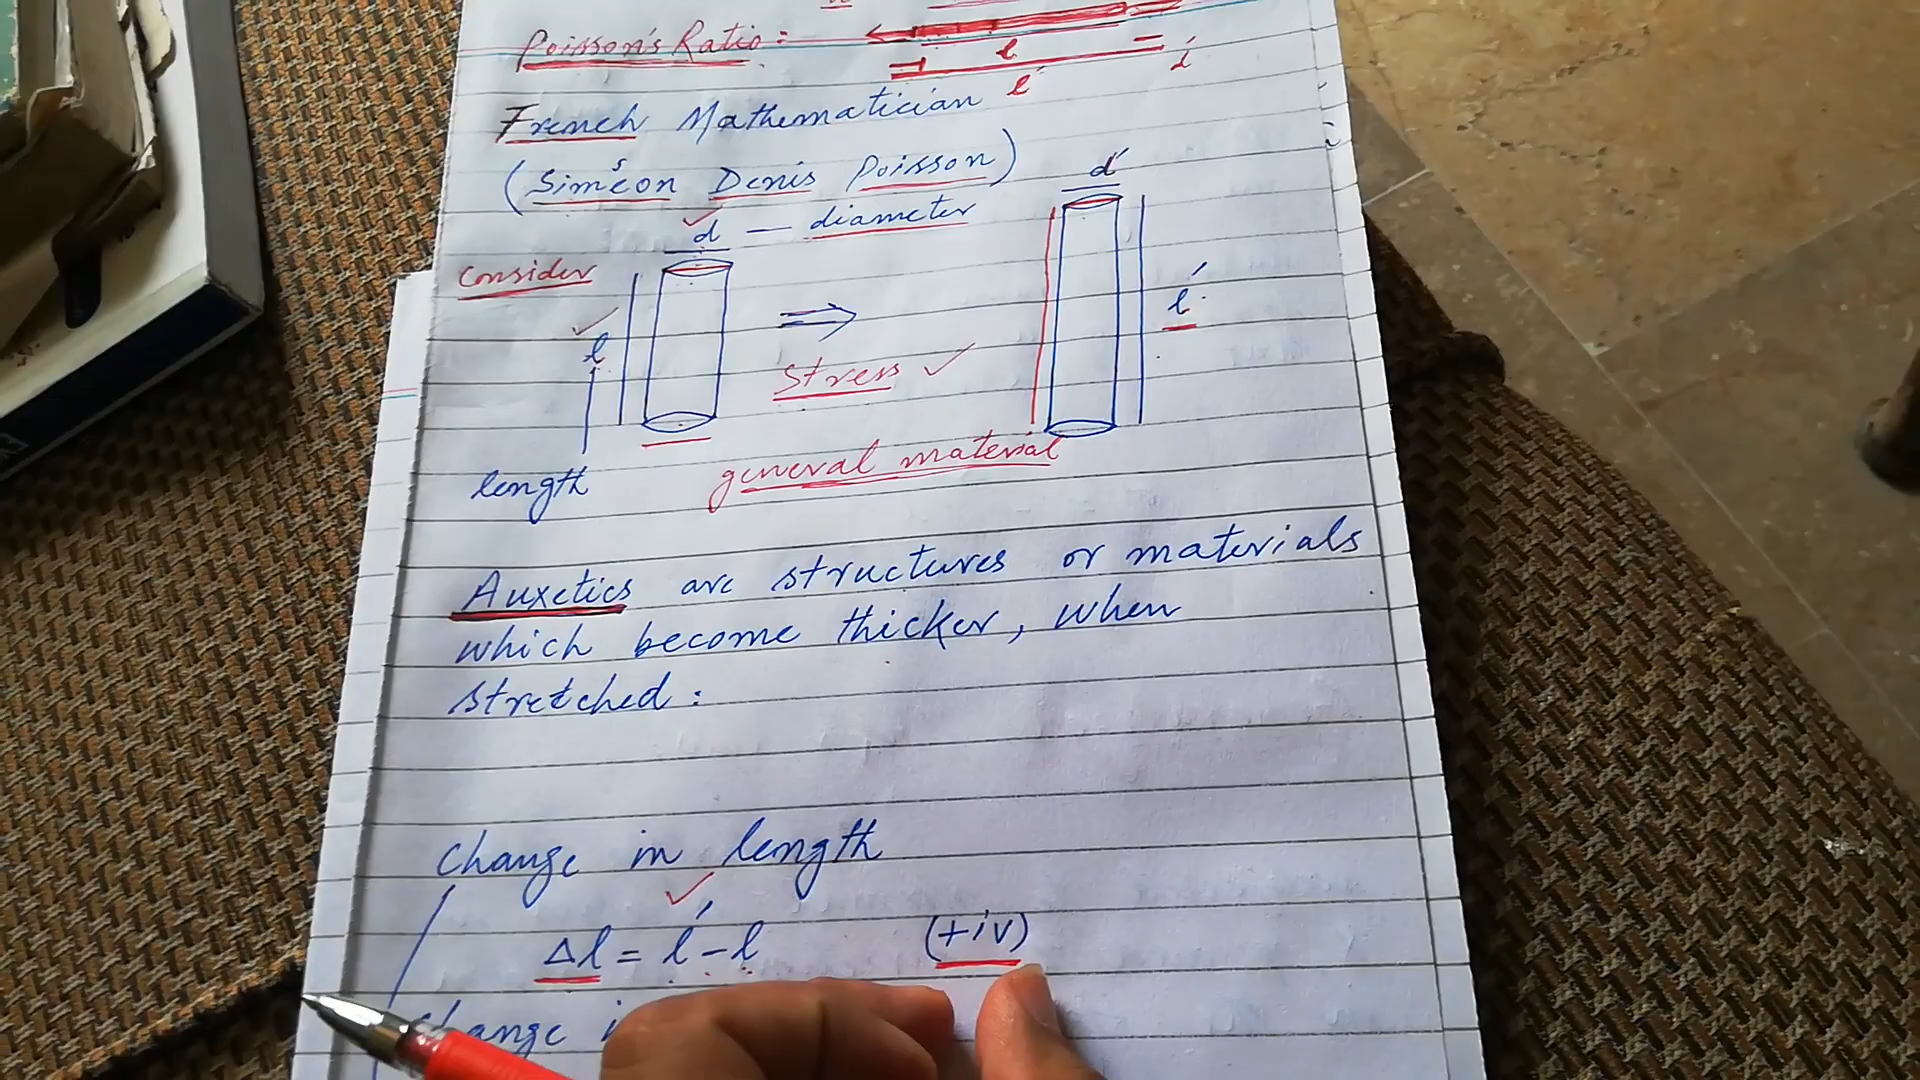 Poisson's Ratio:
l
l'
French Mathematician
(Siméon Denis Poisson)
d — diameter
d'
Consider
l
l'
Stress
length
general material
Auxetics are structures or materials
which become thicker, when
stretched:
Change in length
Δl = l' - l (+iv)
Change i